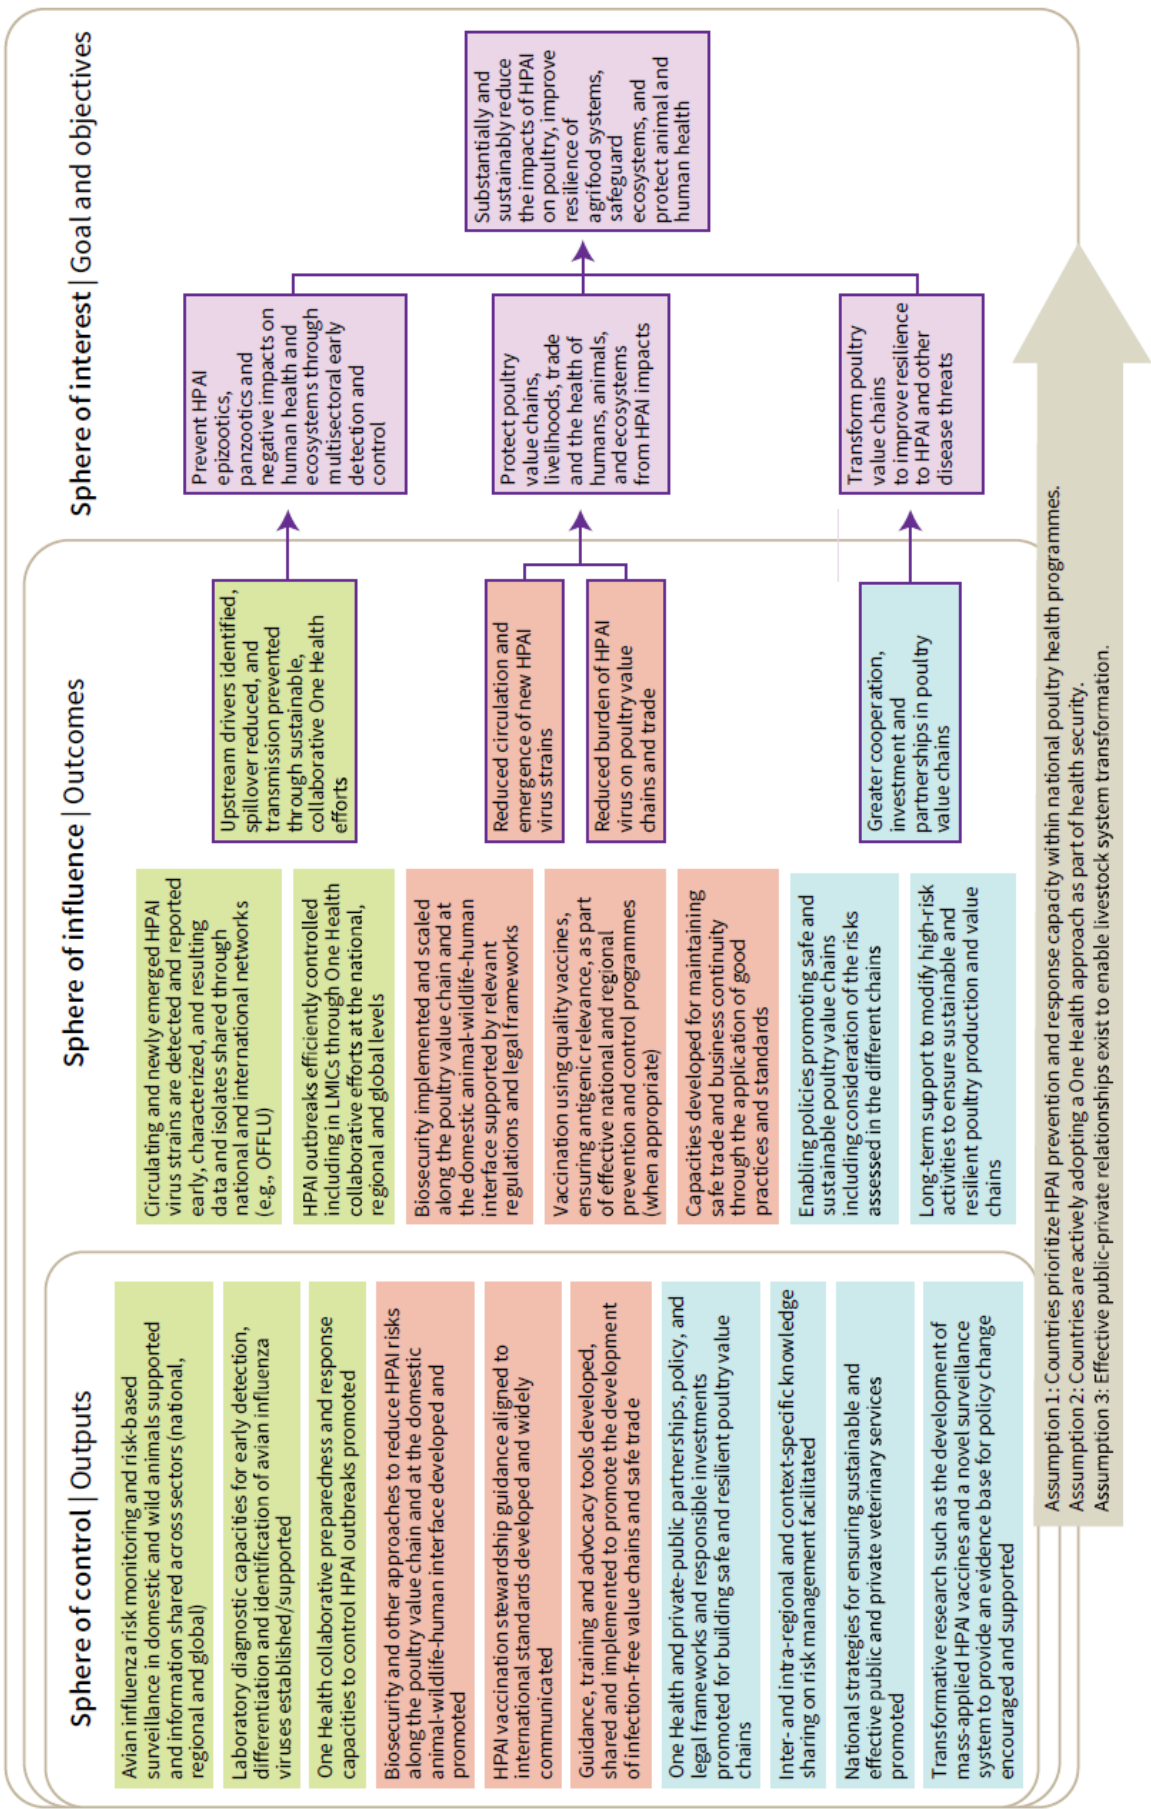 Sphere of control | Outputs
Avian influenza risk monitoring and risk-based
surveillance in domestic and wild animals supported
and information shared across sectors (national,
regional and global)
Laboratory diagnostic capacities for early detection,
differentiation and identification of avian influenza
viruses established/supported
One Health collaborative preparedness and response
capacities to control HPAI outbreaks promoted
Biosecurity and other approaches to reduce HPAI risks
along the poultry value chain and at the domestic
animal-wildlife-human interface developed and
promoted
HPAI vaccination stewardship guidance aligned to
international standards developed and widely
communicated
Guidance, training and advocacy tools developed,
shared and implemented to promote the development
of infection-free value chains and safe trade
One Health and private-public partnerships, policy, and
legal frameworks and responsible investments
promoted for building safe and resilient poultry value
chains
Inter- and intra-regional and context-specific knowledge
sharing on risk management facilitated
National strategies for ensuring sustainable and
effective public and private veterinary services
promoted
Transformative research such as the development of
mass-applied HPAI vaccines and a novel surveillance
system to provide an evidence base for policy change
encouraged and supported
Sphere of influence | Outcomes
Circulating and newly emerged HPAI
virus strains are detected and reported
early, characterized, and resulting
data and isolates shared through
national and international networks
(e.g., OFFLU)
HPAI outbreaks efficiently controlled
including in LMICs through One Health
collaborative efforts at the national,
regional and global levels
Biosecurity implemented and scaled
along the poultry value chain and at
the domestic animal-wildlife-human
interface supported by relevant
regulations and legal frameworks
Vaccination using quality vaccines,
ensuring antigenic relevance, as part
of effective national and regional
prevention and control programmes
(when appropriate)
Capacities developed for maintaining
safe trade and business continuity
through the application of good
practices and standards
Enabling policies promoting safe and
sustainable poultry value chains
including consideration of the risks
assessed in the different chains
Long-term support to modify high-risk
activities to ensure sustainable and
resilient poultry production and value
chains
Upstream drivers identified,
spillover reduced, and
transmission prevented
through sustainable,
collaborative One Health
efforts
Reduced circulation and
emergence of new HPAI
virus strains
Reduced burden of HPAI
virus on poultry value
chains and trade
Greater cooperation,
investment and
partnerships in poultry
value chains
Sphere of interest | Goal and objectives
Prevent HPAI
epizootics,
panzootics and
negative impacts on
human health and
ecosystems through
multisectoral early
detection and
control
Protect poultry
value chains,
livelihoods, trade
and the health of
humans, animals,
and ecosystems
from HPAI impacts
Transform poultry
value chains
to improve resilience
to HPAI and other
disease threats
Substantially and
sustainably reduce
the impacts of HPAI
on poultry, improve
resilience of
agrifood systems,
safeguard
ecosystems, and
protect animal and
human health
Assumption 1: Countries prioritize HPAI prevention and response capacity within national poultry health programmes.
Assumption 2: Countries are actively adopting a One Health approach as part of health security.
Assumption 3: Effective public-private relationships exist to enable livestock system transformation.